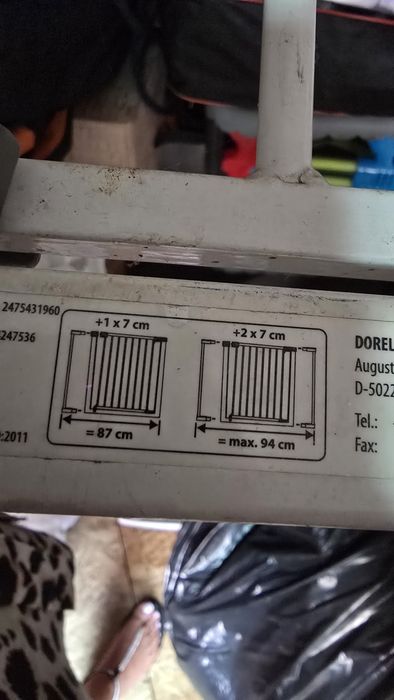 2475431960
247536
:2011
+1 x 7 cm
= 87 cm
+2 x 7 cm
= max. 94 cm
DOREL
August
D-5022
Tel.:
Fax: